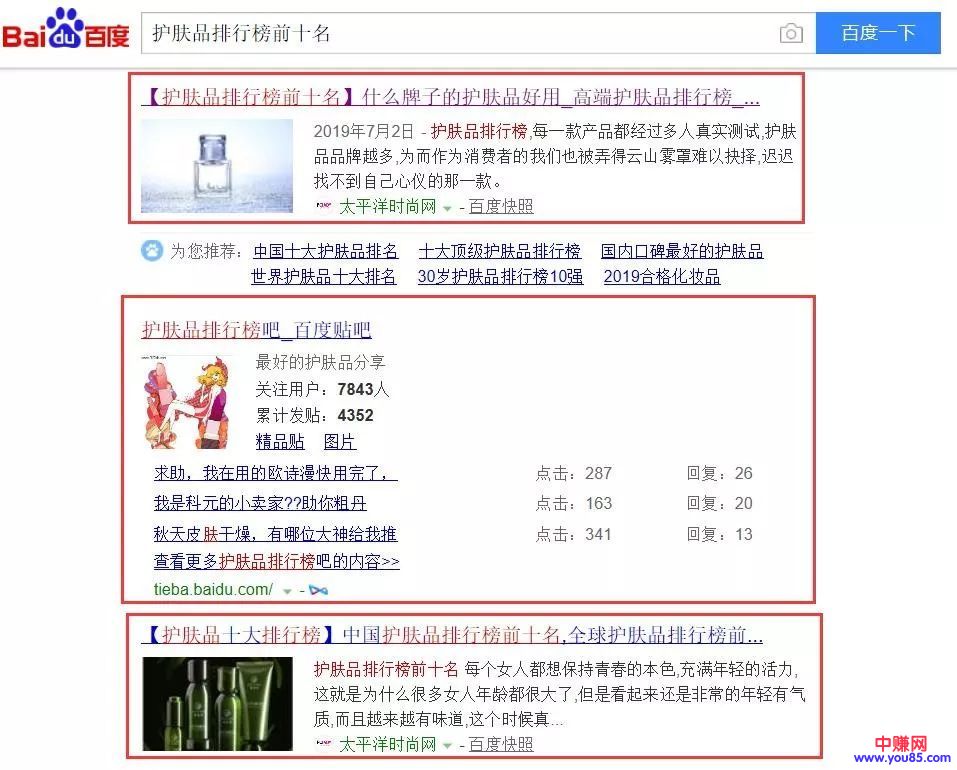 Bai du 百度
护肤品排行榜前十名
百度一下
【护肤品排行榜前十名】什么牌子的护肤品好用_高端护肤品排行榜_...
2019年7月2日 - 护肤品排行榜,每一款产品都经过多人真实测试,护肤
品品牌越多,为而作为消费者的我们也被弄得云山雾罩难以抉择,迟迟
找不到自己心仪的那一款。
太平洋时尚网 - 百度快照
为您推荐: 中国十大护肤品排名 十大顶级护肤品排行榜 国内口碑最好的护肤品
世界护肤品十大排名 30岁护肤品排行榜10强 2019合格化妆品
护肤品排行榜吧_百度贴吧
最好的护肤品分享
关注用户：7843人
累计发贴：4352
精品贴 图片
求助，我在用的欧诗漫快用完了， 点击：287 回复：26
我是科元的小卖家??助你粗丹 点击：163 回复：20
秋天皮肤干燥，有哪位大神给我推 点击：341 回复：13
查看更多护肤品排行榜吧的内容>>
tieba.baidu.com/ -
【护肤品十大排行榜】中国护肤品排行榜前十名,全球护肤品排行榜前...
护肤品排行榜前十名 每个女人都想保持青春的本色,充满年轻的活力,
这就是为什么很多女人年龄都很大了,但是看起来还是非常的年轻有气
质,而且越来越有味道,这个时候真...
太平洋时尚网 - 百度快照
中赚网
www.you85.com